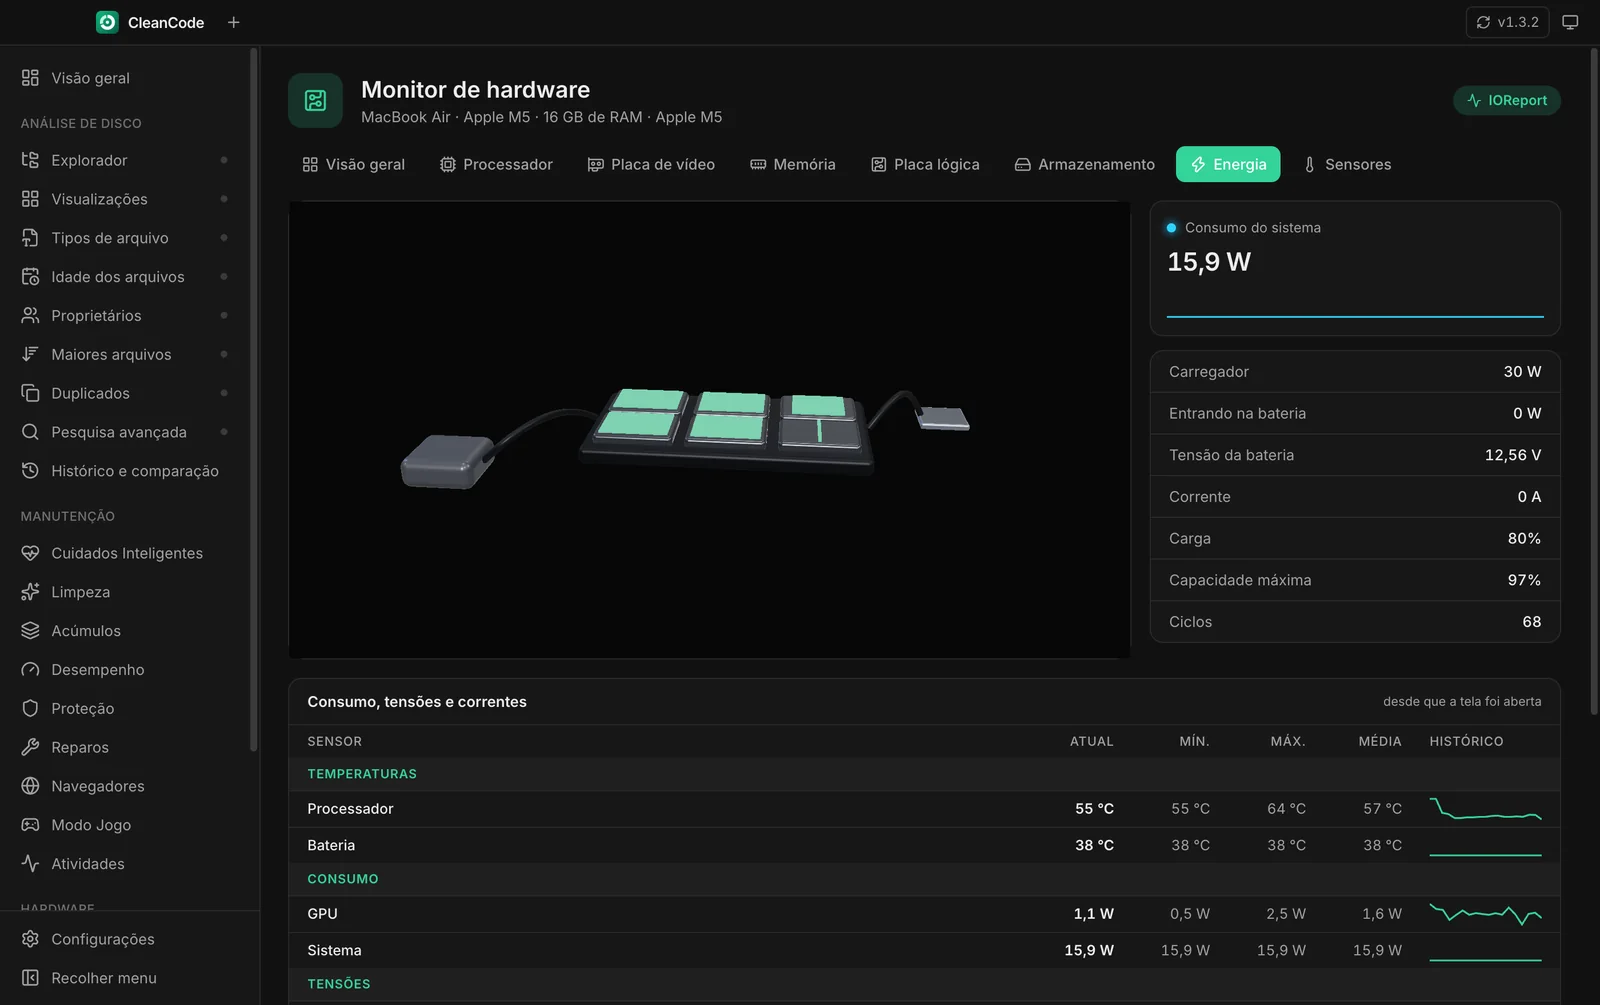 CleanCode
v1.3.2
Visão geral
ANÁLISE DE DISCO
Explorador
Visualizações
Tipos de arquivo
Idade dos arquivos
Proprietários
Maiores arquivos
Duplicados
Pesquisa avançada
Histórico e comparação
MANUTENÇÃO
Cuidados Inteligentes
Limpeza
Acúmulos
Desempenho
Proteção
Reparos
Navegadores
Modo Jogo
Atividades
HARDWARE
Configurações
Recolher menu
Monitor de hardware
MacBook Air · Apple M5 · 16 GB de RAM · Apple M5
IOReport
Visão geral Processador Placa de vídeo Memória Placa lógica Armazenamento Energia Sensores
Consumo do sistema
15,9 W
Carregador 30 W
Entrando na bateria 0 W
Tensão da bateria 12,56 V
Corrente 0 A
Carga 80%
Capacidade máxima 97%
Ciclos 68
Consumo, tensões e correntes desde que a tela foi aberta
SENSOR ATUAL MÍN. MÁX. MÉDIA HISTÓRICO
TEMPERATURAS
Processador 55 °C 55 °C 64 °C 57 °C
Bateria 38 °C 38 °C 38 °C 38 °C
CONSUMO
GPU 1,1 W 0,5 W 2,5 W 1,6 W
Sistema 15,9 W 15,9 W 15,9 W 15,9 W
TENSÕES